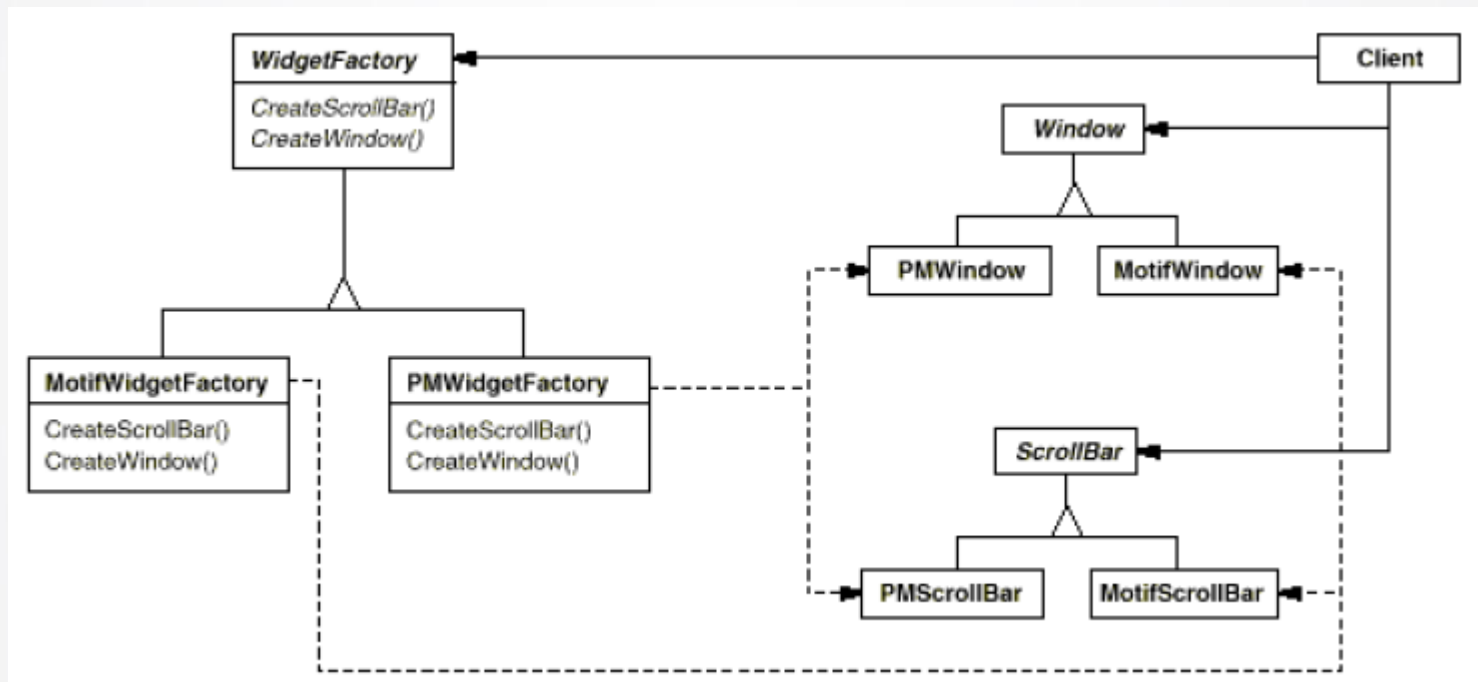 WidgetFactory
CreateScrollBar()
CreateWindow()
Client
Window
PMWindow
MotifWindow
MotifWidgetFactory
CreateScrollBar()
CreateWindow()
PMWidgetFactory
CreateScrollBar()
CreateWindow()
ScrollBar
PMScrollBar
MotifScrollBar